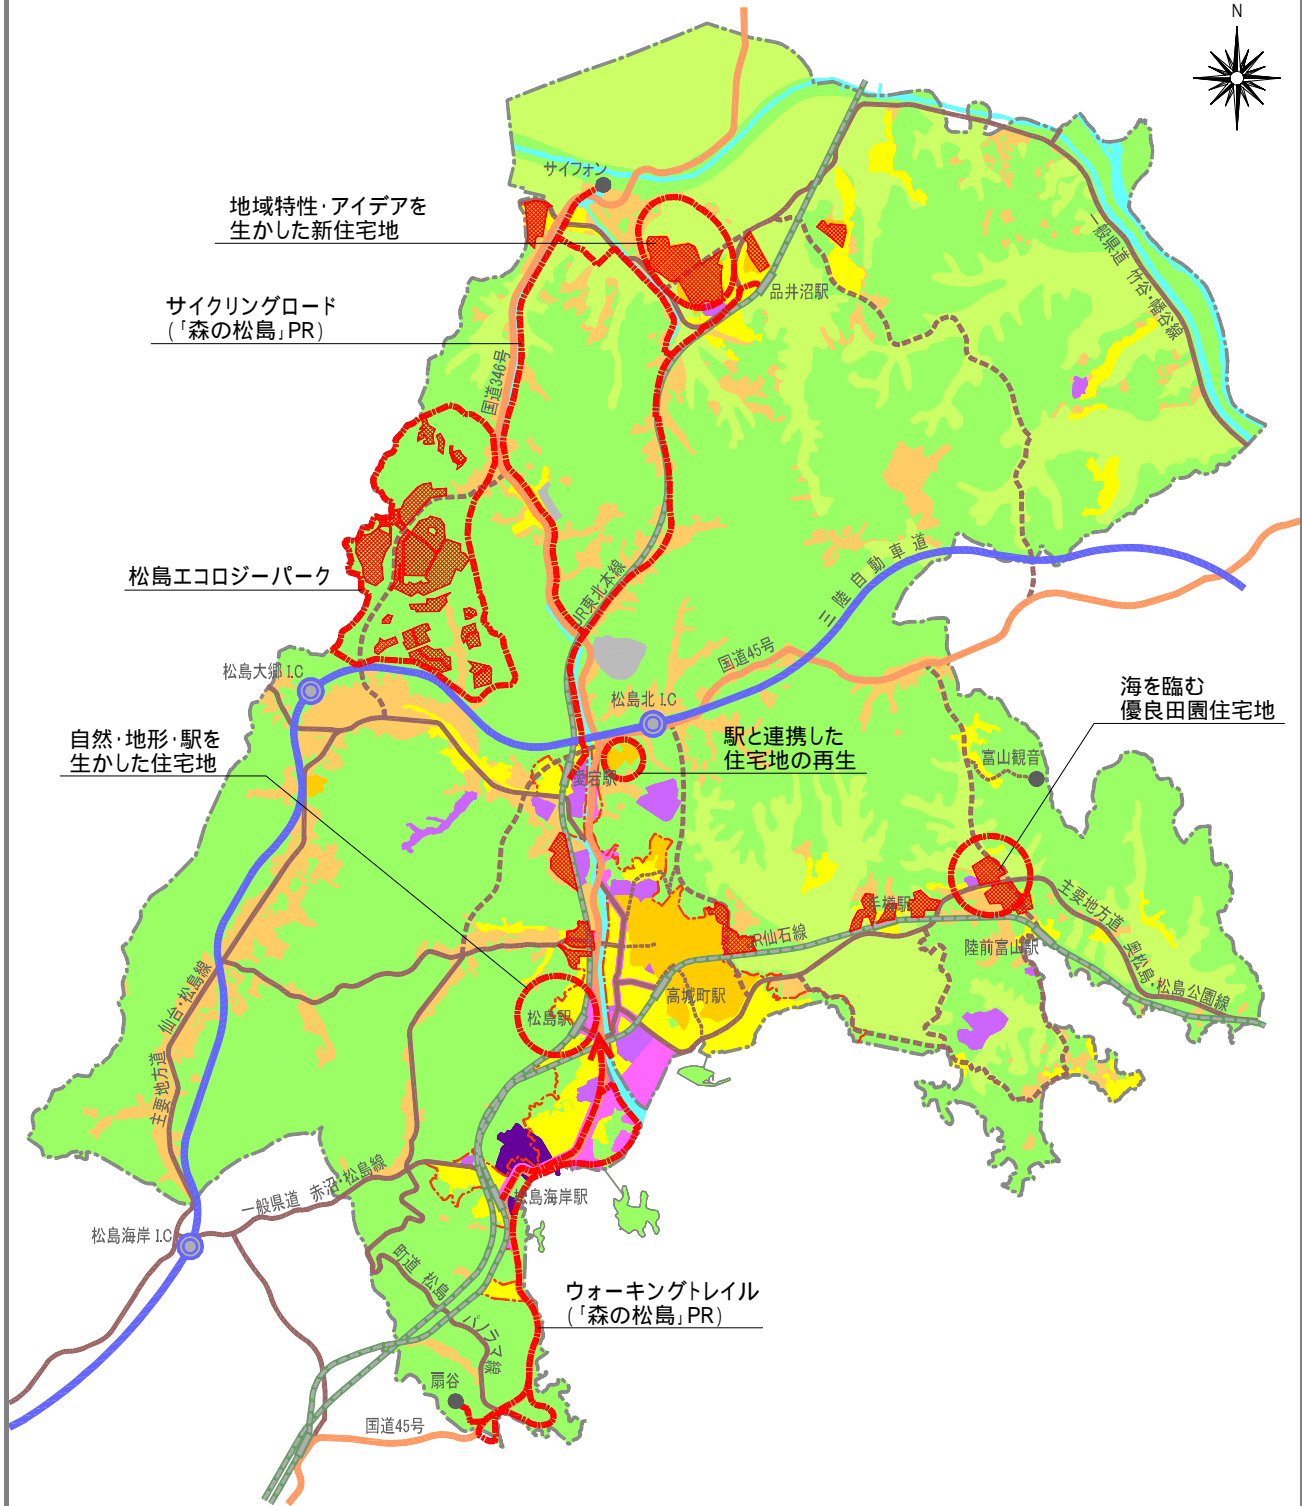 N
サイフォン
地域特性・アイデアを
生かした新住宅地
一般県道 竹谷・幡谷線
品井沼駅
サイクリングロード
(「森の松島」PR)
国道346号
三陸自動車道
松島エコロジーパーク
JR東北本線
国道45号
松島大郷 I.C
松島北 I.C
海を臨む
優良田園住宅地
自然・地形・駅を
生かした住宅地
駅と連携した
住宅地の再生
富山観音
愛宕駅
主要地方道 奥松島・松島公園線
手樽駅
JR仙石線
陸前富山駅
高城町駅
松島駅
主要地方道 仙台・松島線
一般県道 赤沼・松島線
松島海岸駅
松島海岸 I.C
町道 松島パノラマ線
ウォーキングトレイル
(「森の松島」PR)
扇谷
国道45号